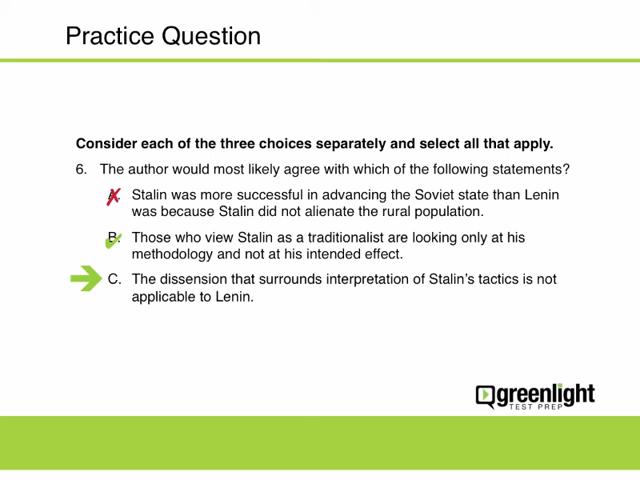 Practice Question
Consider each of the three choices separately and select all that apply.
6. The author would most likely agree with which of the following statements?
A. Stalin was more successful in advancing the Soviet state than Lenin
was because Stalin did not alienate the rural population.
B. Those who view Stalin as a traditionalist are looking only at his
methodology and not at his intended effect.
C. The dissension that surrounds interpretation of Stalin's tactics is not
applicable to Lenin.
greenlight
TEST PREP